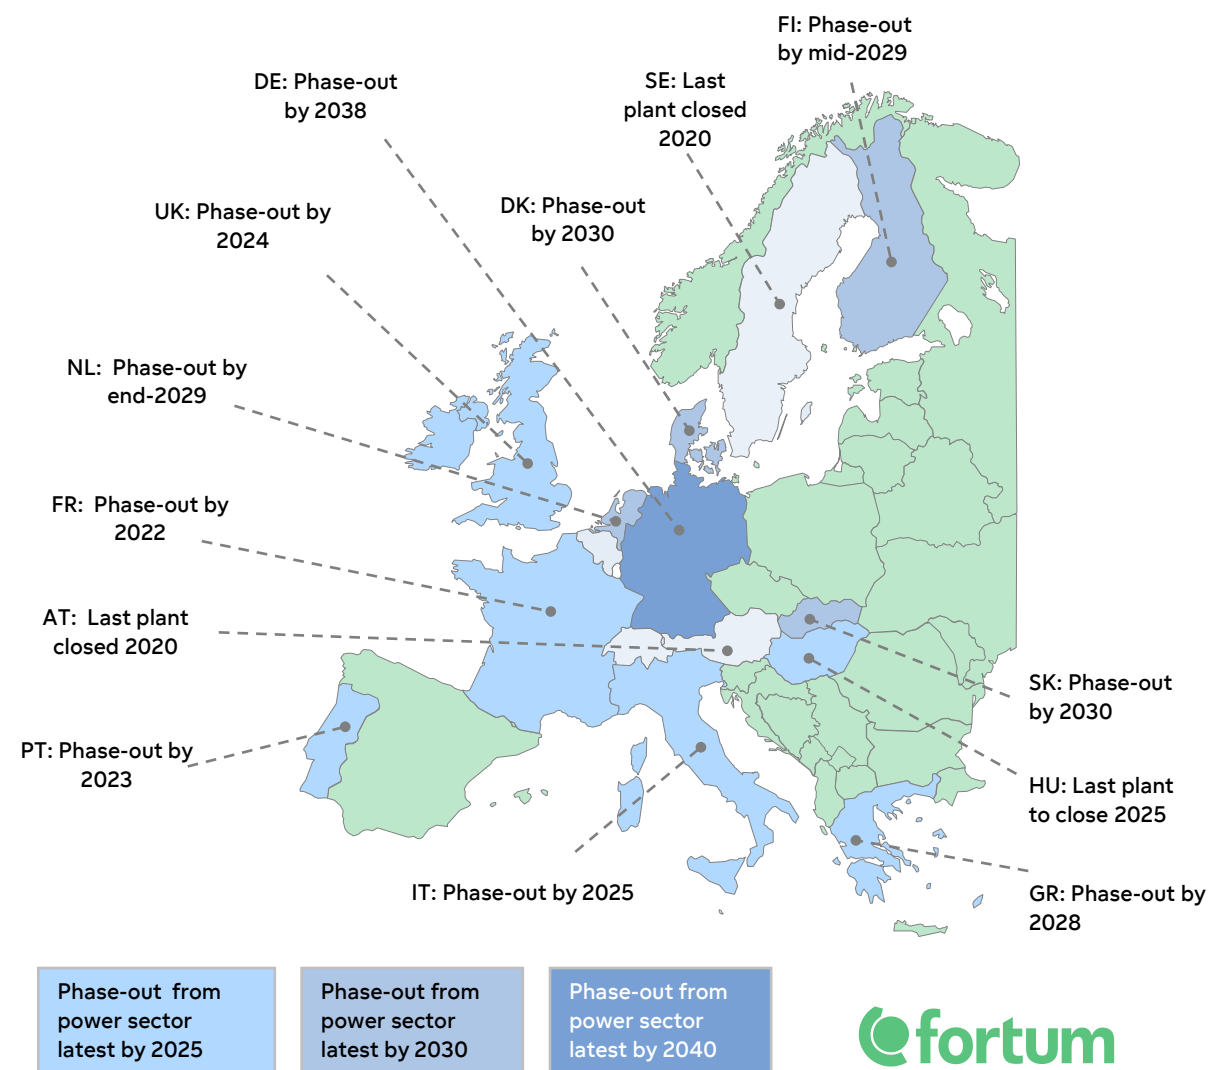 FI: Phase-out
by mid-2029
DE: Phase-out
by 2038
SE: Last
plant closed
2020
UK: Phase-out by
2024
DK: Phase-out
by 2030
NL:  Phase-out by
end-2029
FR:  Phase-out by
2022
AT:  Last plant
closed 2020
SK: Phase-out
by 2030
PT: Phase-out by
2023
HU: Last plant
to close 2025
IT: Phase-out by 2025
GR: Phase-out by
2028
Phase-out  from
power sector
latest by 2025
Phase-out from
power sector
latest by 2030
Phase-out from
power sector
latest by 2040
fortum